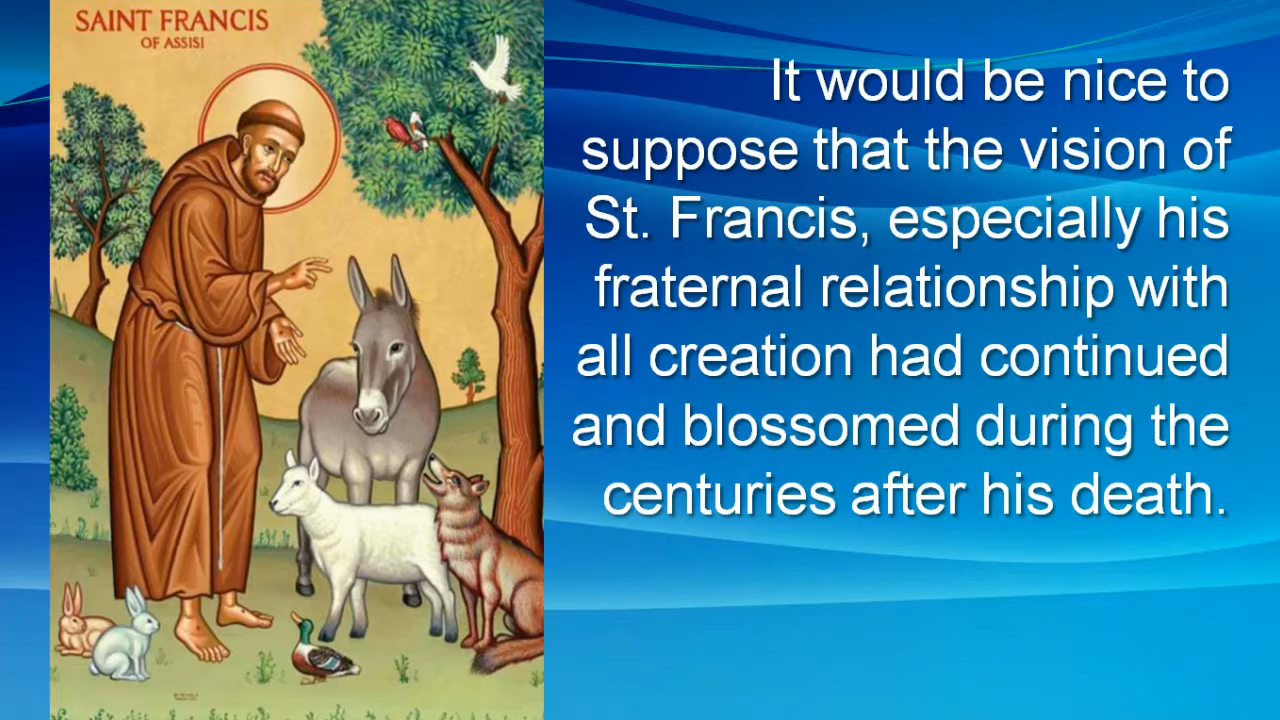 SAINT FRANCIS
OF ASSISI
It would be nice to
suppose that the vision of
St. Francis, especially his
fraternal relationship with
all creation had continued
and blossomed during the
centuries after his death.